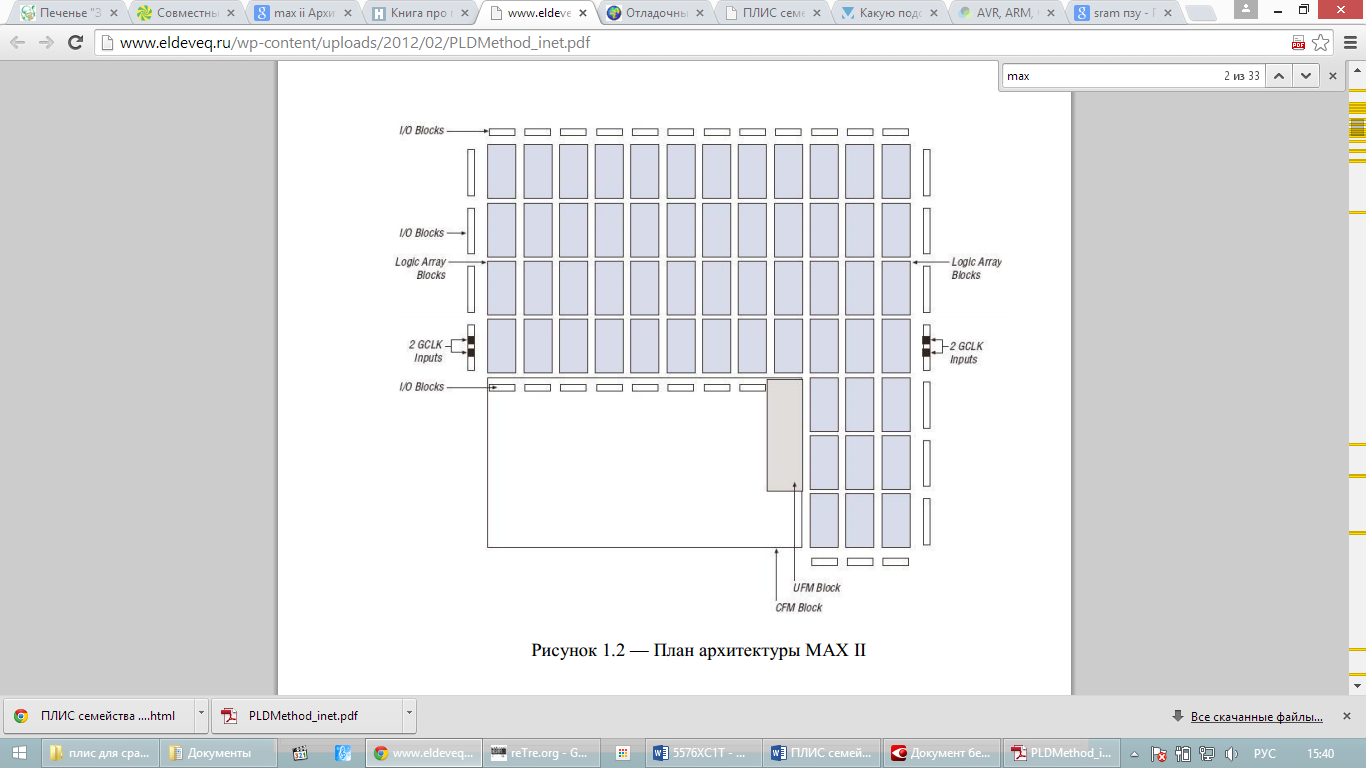 Печенье "З
Совместны
max ii Архи
Книга про
www.eldeve
Отладочны
ПЛИС семе
Какую подо
AVR, ARM,
sram пзу - П
www.eldeveq.ru/wp-content/uploads/2012/02/PLDMethod_inet.pdf
max
2 из 33
I/O Blocks
I/O Blocks
Logic Array
Blocks
Logic Array
Blocks
2 GCLK
Inputs
2 GCLK
Inputs
I/O Blocks
UFM Block
CFM Block
Рисунок 1.2 — План архитектуры MAX II
ПЛИС семейства ....html
PLDMethod_inet.pdf
Все скачанные файлы...
плис для сра...
Документы
www.eldeveq...
reTre.org - G...
5576XC1T - ...
ПЛИС семей...
Документ бе...
PLDMethod_i...
РУС
15:40